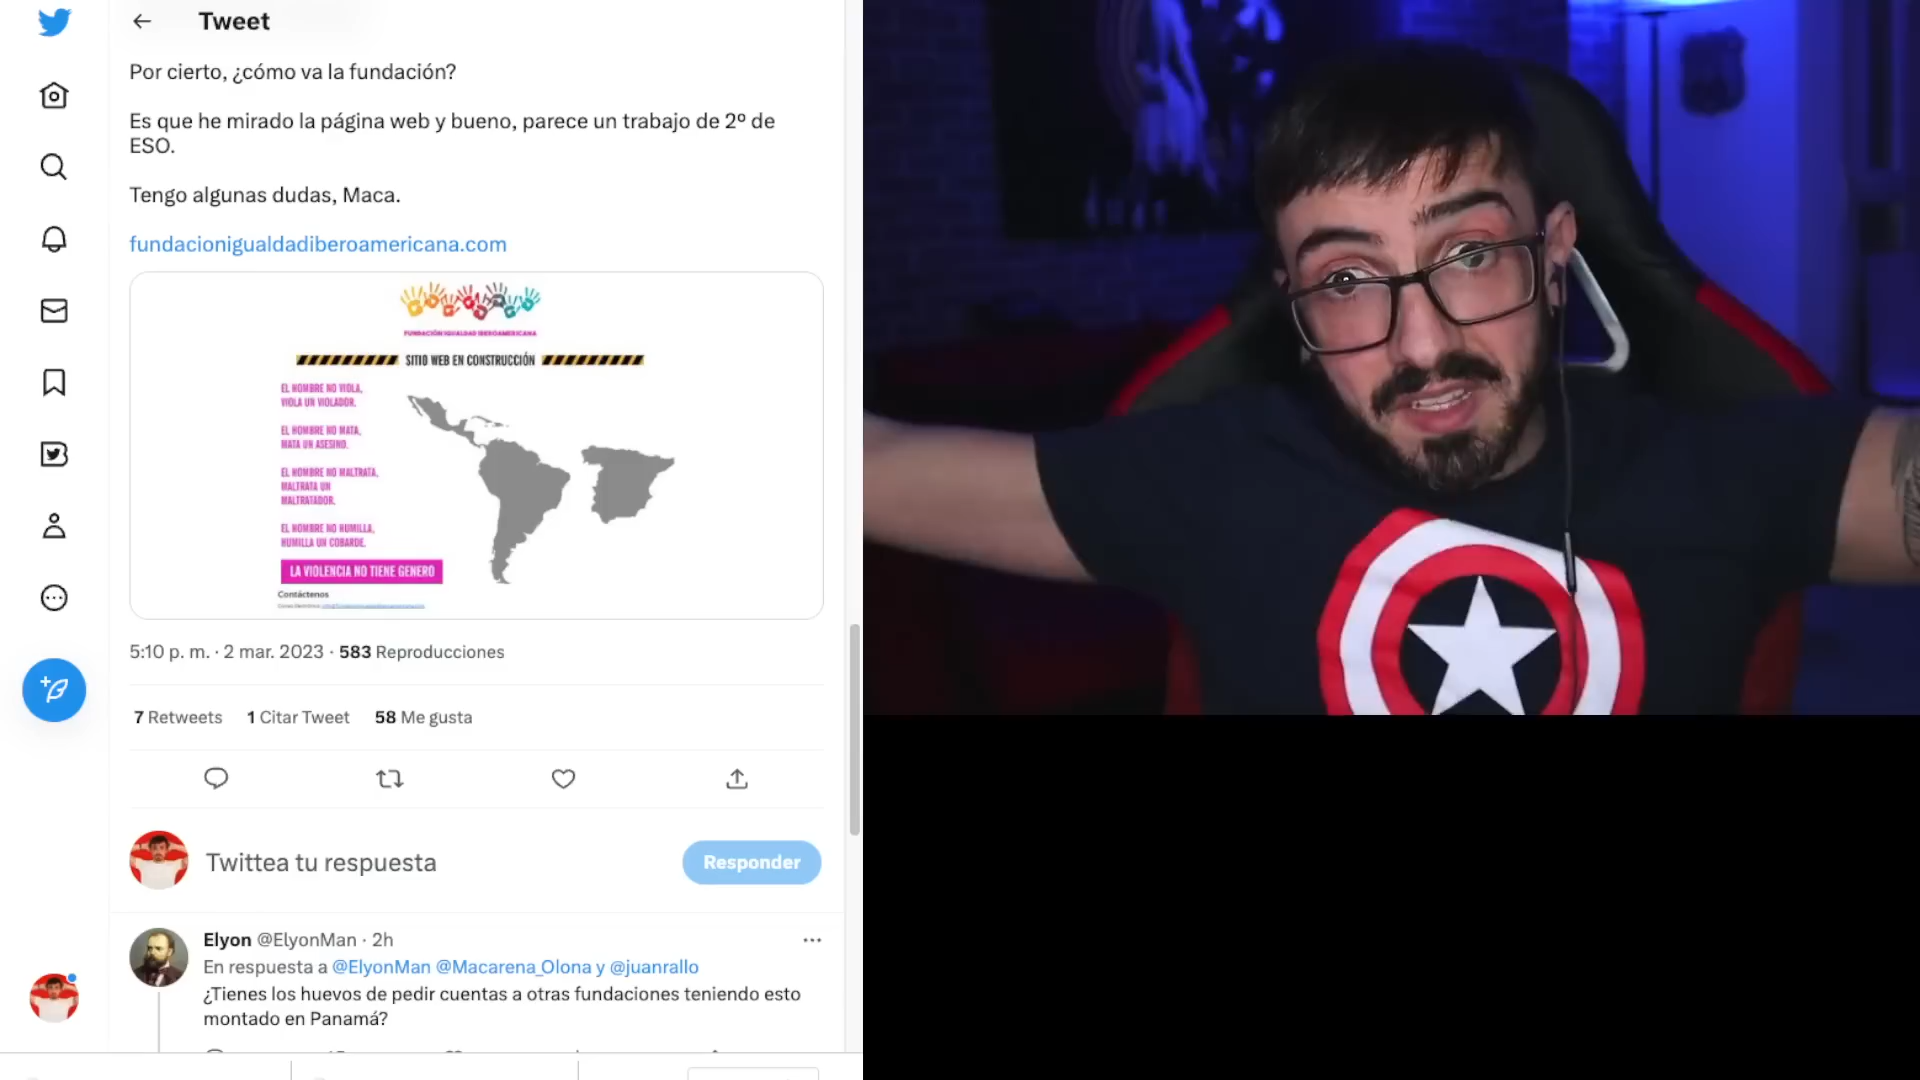 Tweet
Por cierto, ¿cómo va la fundación?
Es que he mirado la página web y bueno, parece un trabajo de 2º de
ESO.
Tengo algunas dudas, Maca.
fundacionigualdadiberoamericana.com
FUNDACIÓN IGUALDAD IBEROAMERICANA
SITIO WEB EN CONSTRUCCIÓN
EL HOMBRE NO VIOLA,
VIOLA UN VIOLADOR.
EL HOMBRE NO MATA,
MATA UN ASESINO.
EL HOMBRE NO MALTRATA,
MALTRATA UN
MALTRATADOR.
EL HOMBRE NO HUMILLA,
HUMILLA UN COBARDE.
LA VIOLENCIA NO TIENE GENERO
Contáctenos
5:10 p. m. · 2 mar. 2023 · 583 Reproducciones
7 Retweets 1 Citar Tweet 58 Me gusta
Twittea tu respuesta
Responder
Elyon @ElyonMan · 2h
En respuesta a @ElyonMan @Macarena_Olona y @juanrallo
¿Tienes los huevos de pedir cuentas a otras fundaciones teniendo esto
montado en Panamá?